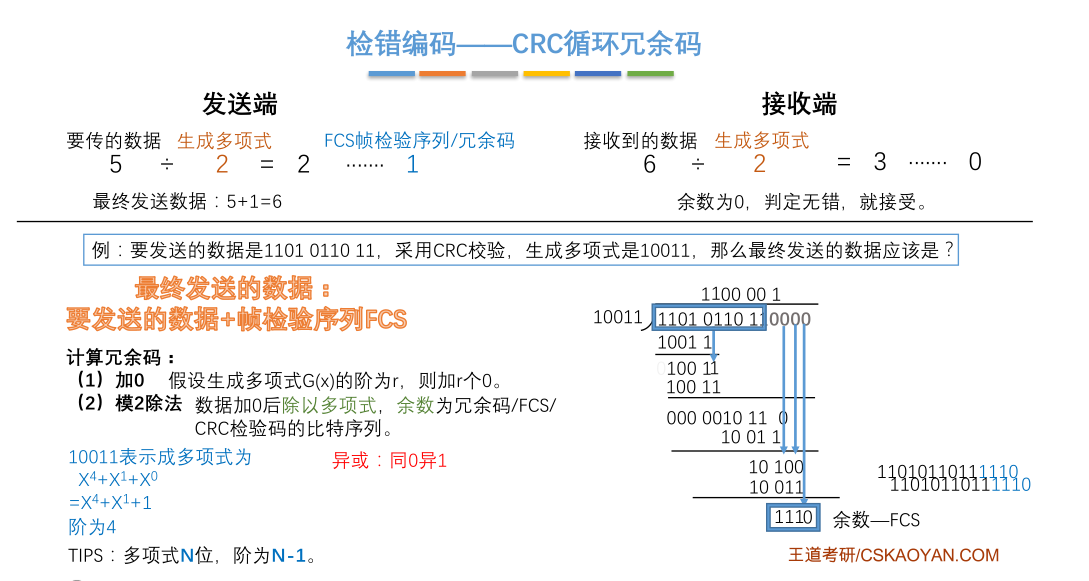 检错编码——CRC循环冗余码
发送端
要传的数据 生成多项式 FCS帧检验序列/冗余码
5 ÷ 2 = 2 ······· 1
最终发送数据：5+1=6
接收端
接收到的数据 生成多项式
6 ÷ 2 = 3 ······· 0
余数为0，判定无错，就接受。
例：要发送的数据是1101 0110 11，采用CRC校验，生成多项式是10011，那么最终发送的数据应该是？
最终发送的数据：
要发送的数据+帧检验序列FCS
计算冗余码：
（1）加0 假设生成多项式G(x)的阶为r，则加r个0。
（2）模2除法 数据加0后除以多项式，余数为冗余码/FCS/
CRC检验码的比特序列。
10011表示成多项式为
X⁴+X¹+X⁰
=X⁴+X¹+1
阶为4
异或：同0异1
TIPS：多项式N位，阶为N-1。
1100 00 1
10011
1101 0110 110000
1001 1
100 11
100 11
000 0010 11 0
10 01 1
10 100
10 011
1110 余数—FCS
11010110111110
11010110111110
王道考研/CSKAOYAN.COM